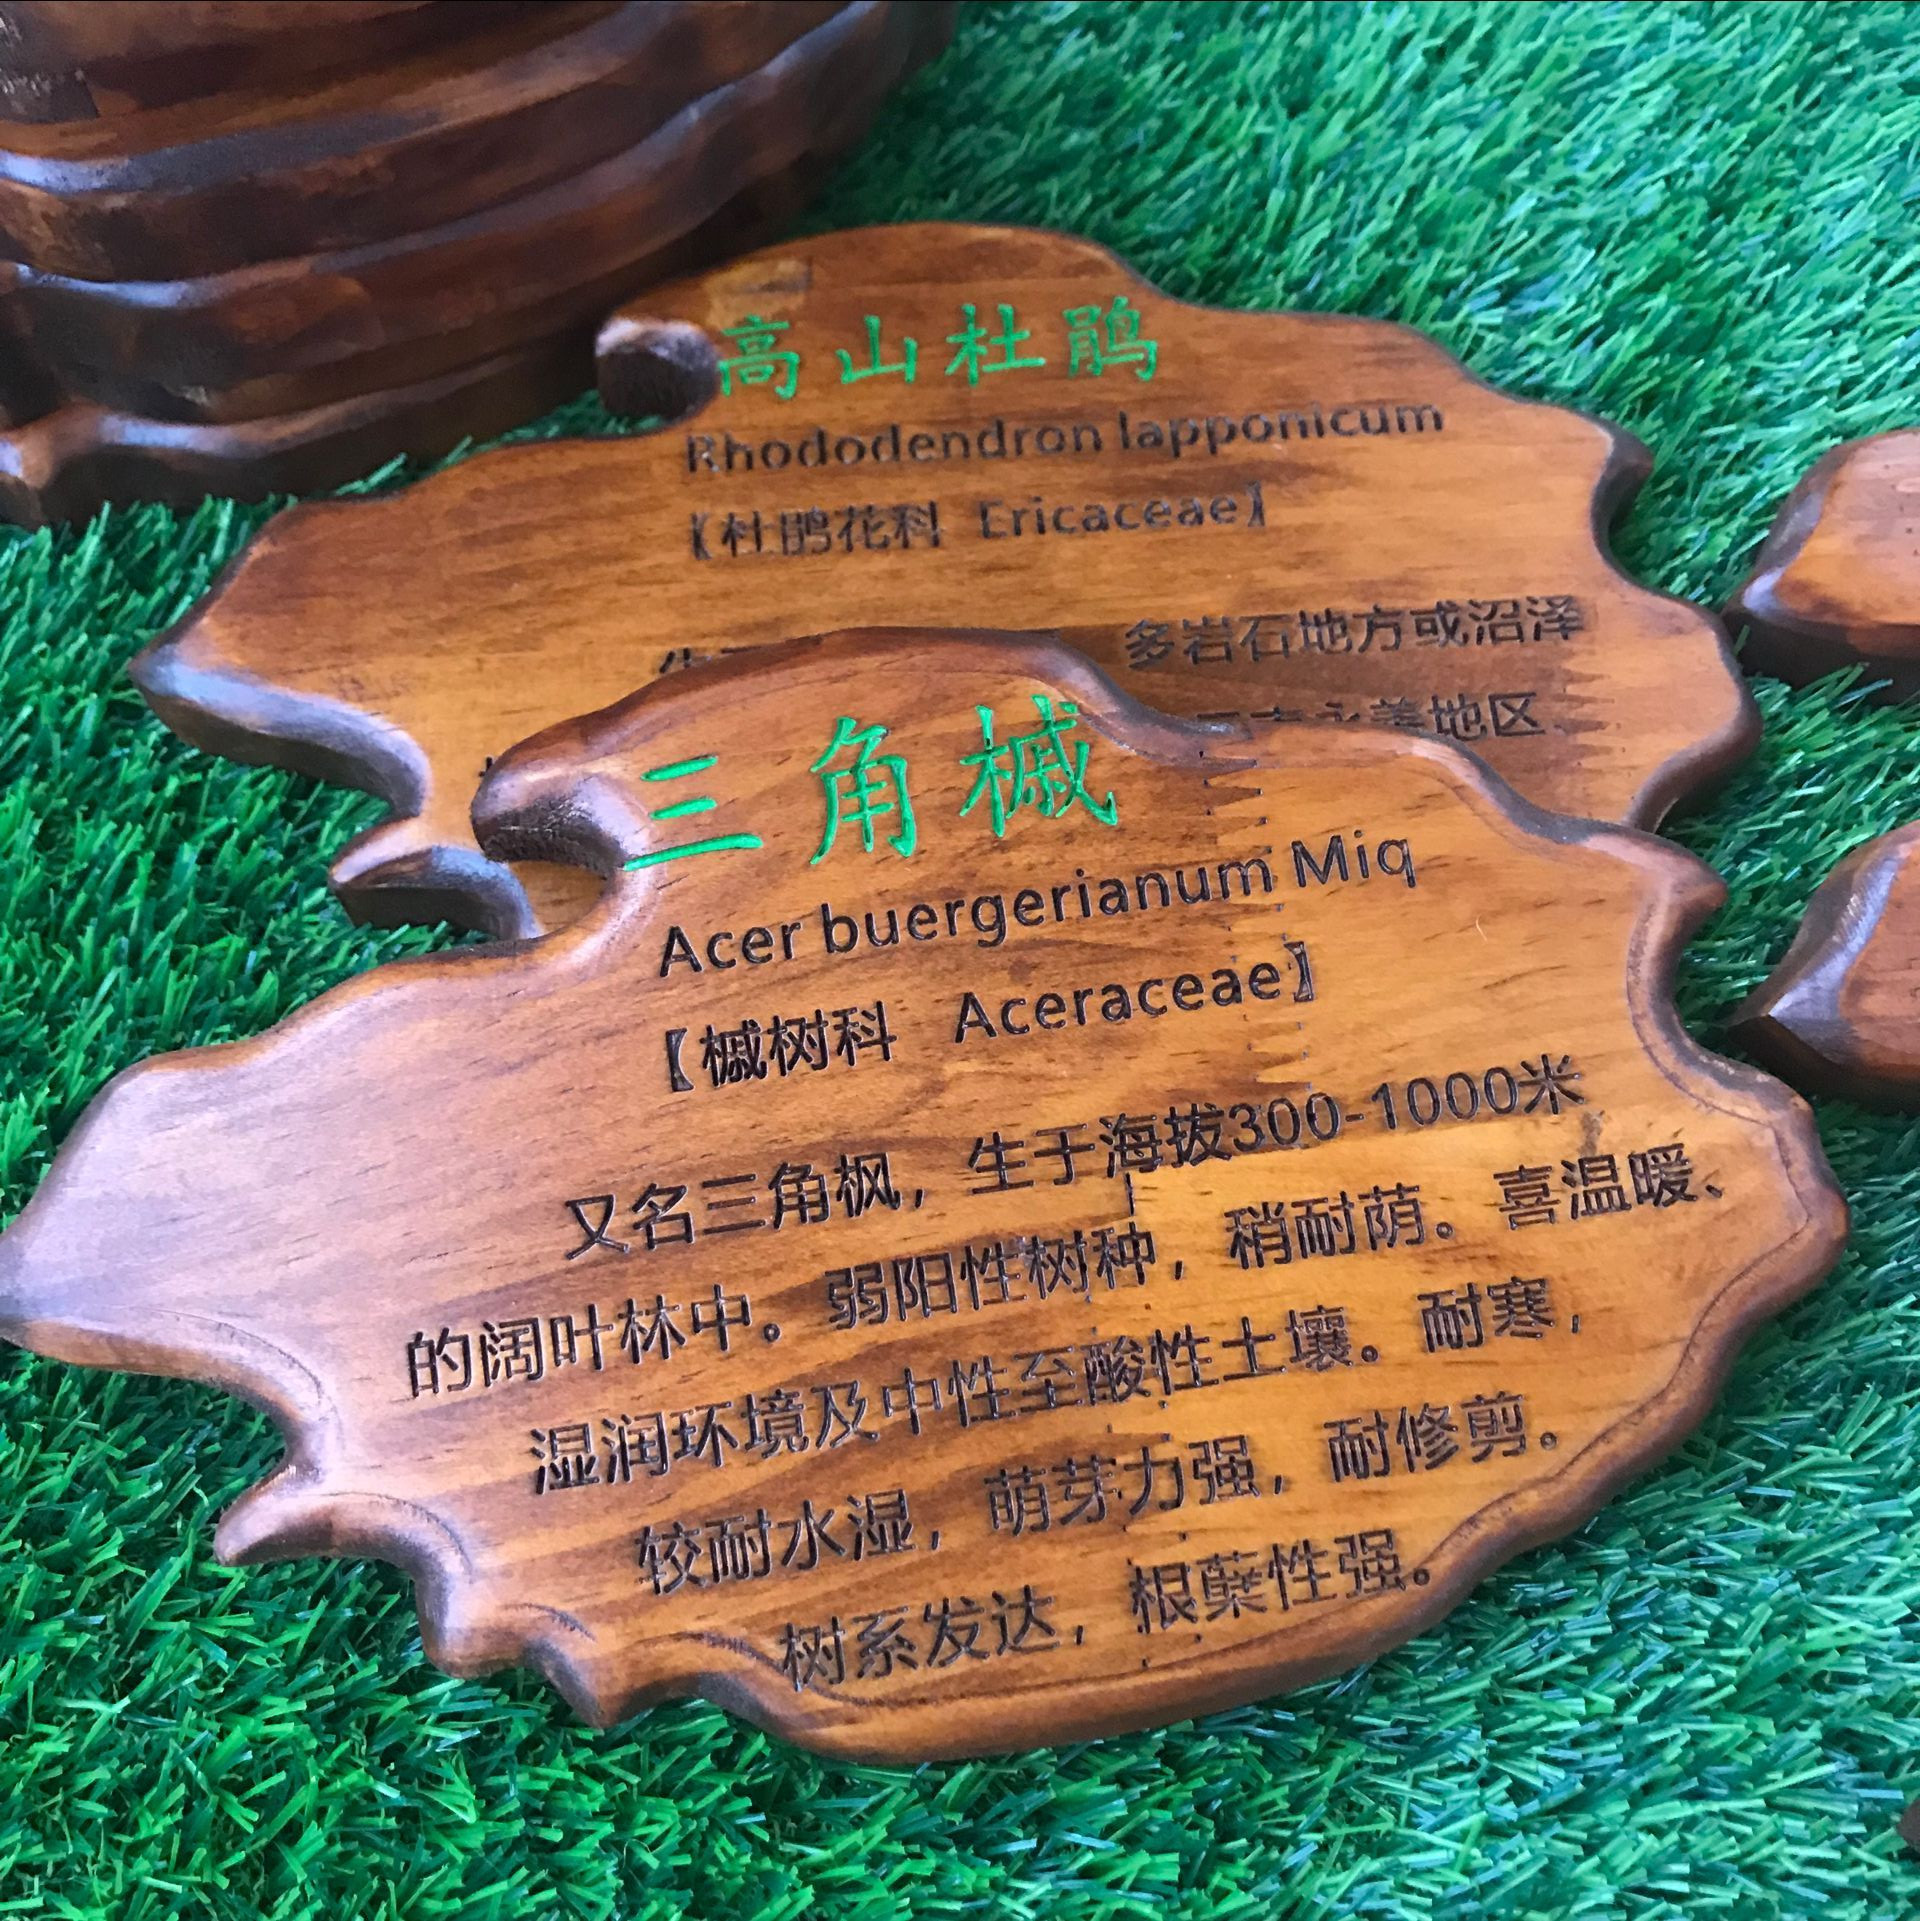 高山杜鹃
Rhododendron lapponicum
【杜鹃花科 Ericaceae】
多岩石地方或沼泽
地区
三角槭
Acer buergerianum Miq
【槭树科 Aceraceae】
又名三角枫，生于海拔300-1000米
的阔叶林中。弱阳性树种，稍耐荫。喜温暖、
湿润环境及中性至酸性土壤。耐寒，
较耐水湿，萌芽力强，耐修剪。
树系发达，根蘖性强。